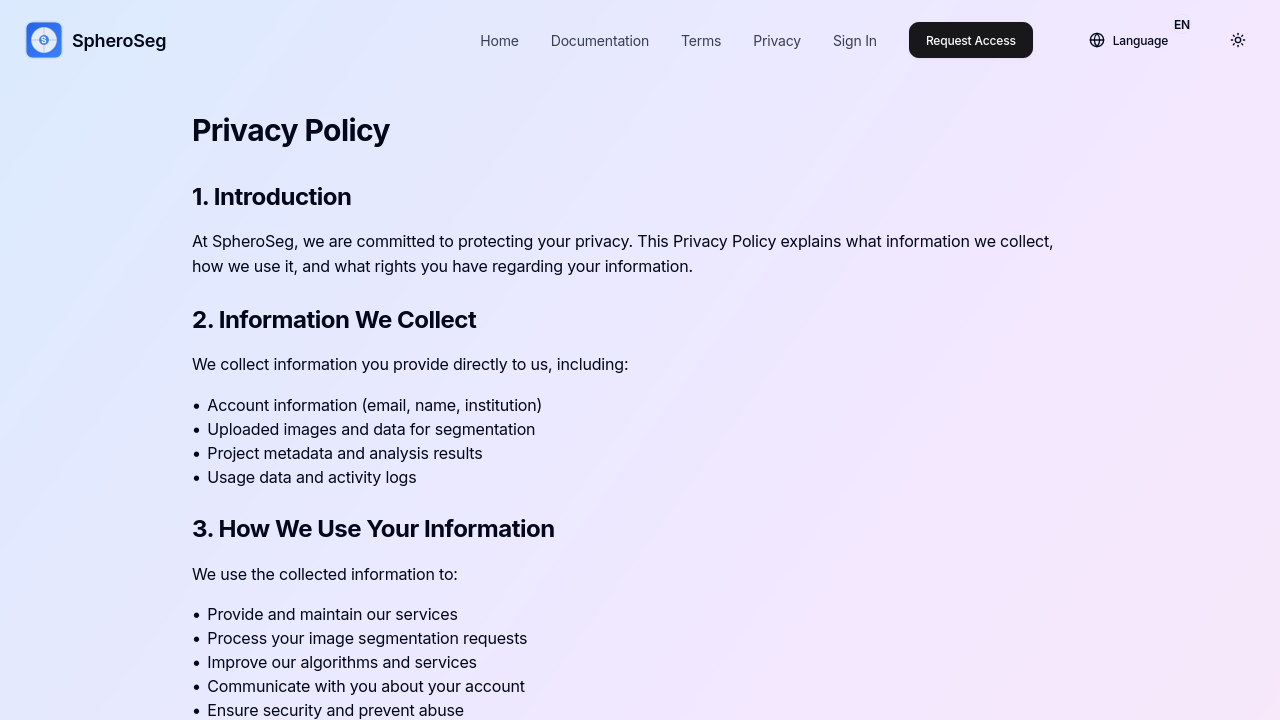 SpheroSeg
Home
Documentation
Terms
Privacy
Sign In
Request Access
Language
EN
Privacy Policy
1. Introduction
At SpheroSeg, we are committed to protecting your privacy. This Privacy Policy explains what information we collect,
how we use it, and what rights you have regarding your information.
2. Information We Collect
We collect information you provide directly to us, including:
• Account information (email, name, institution)
• Uploaded images and data for segmentation
• Project metadata and analysis results
• Usage data and activity logs
3. How We Use Your Information
We use the collected information to:
• Provide and maintain our services
• Process your image segmentation requests
• Improve our algorithms and services
• Communicate with you about your account
• Ensure security and prevent abuse